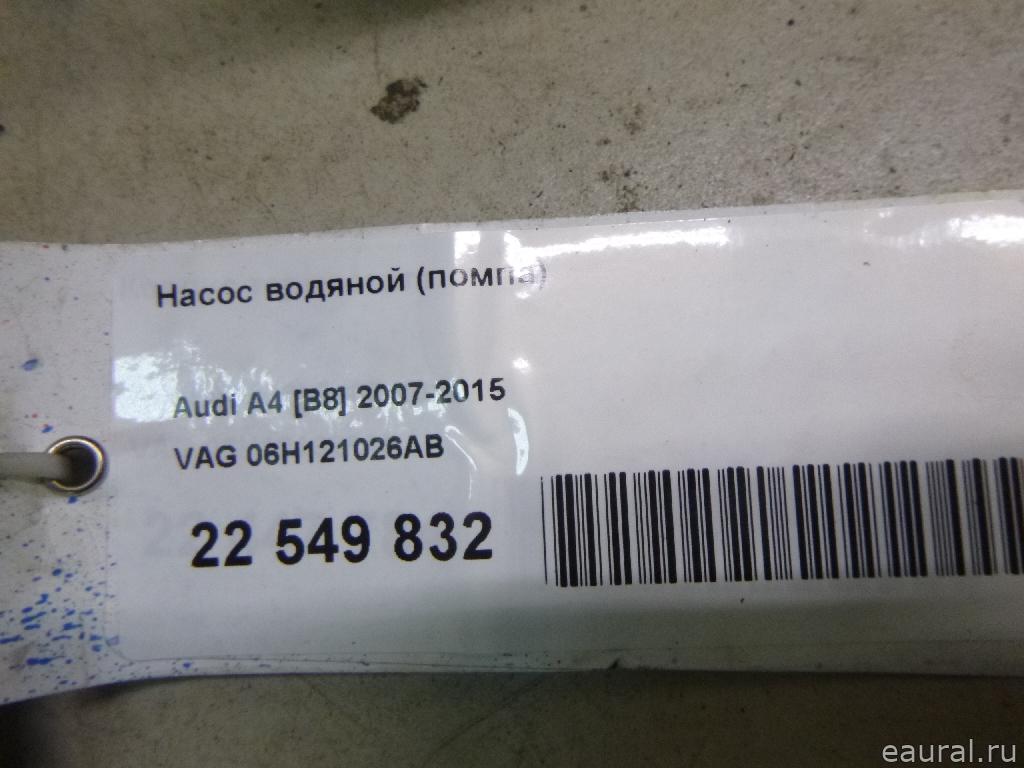 Насос водяной (помпа)
Audi A4 [B8] 2007-2015
VAG 06H121026AB
22 549 832
eaural.ru